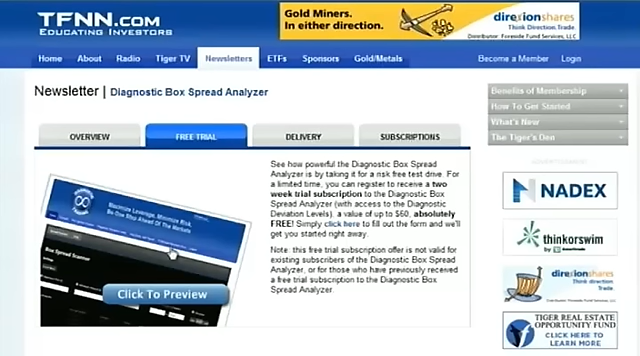 TFNN.COM
EDUCATING INVESTORS
Gold Miners.
In either direction.
direxionshares
Think Direction. Trade.
Distributor: Foreside Fund Services, LLC
Home About Radio Tiger TV Newsletters ETFs Sponsors Gold/Metals Become a Member Login
Newsletter | Diagnostic Box Spread Analyzer
Benefits of Membership
How To Get Started
What's New
The Tiger's Den
OVERVIEW FREE TRIAL DELIVERY SUBSCRIPTIONS
ADVERTISEMENT
See how powerful the Diagnostic Box Spread
Analyzer is by taking it for a risk free test drive. For
a limited time, you can register to receive a two
week trial subscription to the Diagnostic Box
Spread Analyzer (with access to the Diagnostic
Deviation Levels), a value of up to $60, absolutely
FREE! Simply click here to fill out the form and we'll
get you started right away.
Note: this free trial subscription offer is not valid for
existing subscribers of the Diagnostic Box Spread
Analyzer, or for those who have previously received
a free trial subscription to the Diagnostic Box
Spread Analyzer.
Maximize Leverage, Minimize Risk,
Be One Step Ahead Of The Markets
Box Spread Scanner
Click To Preview
NADEX
thinkorswim
direxionshares
Think direction.
Trade.
Distributor: Foreside Fund Services, LLC
TIGER REAL ESTATE
OPPORTUNITY FUND
CLICK HERE TO
LEARN MORE